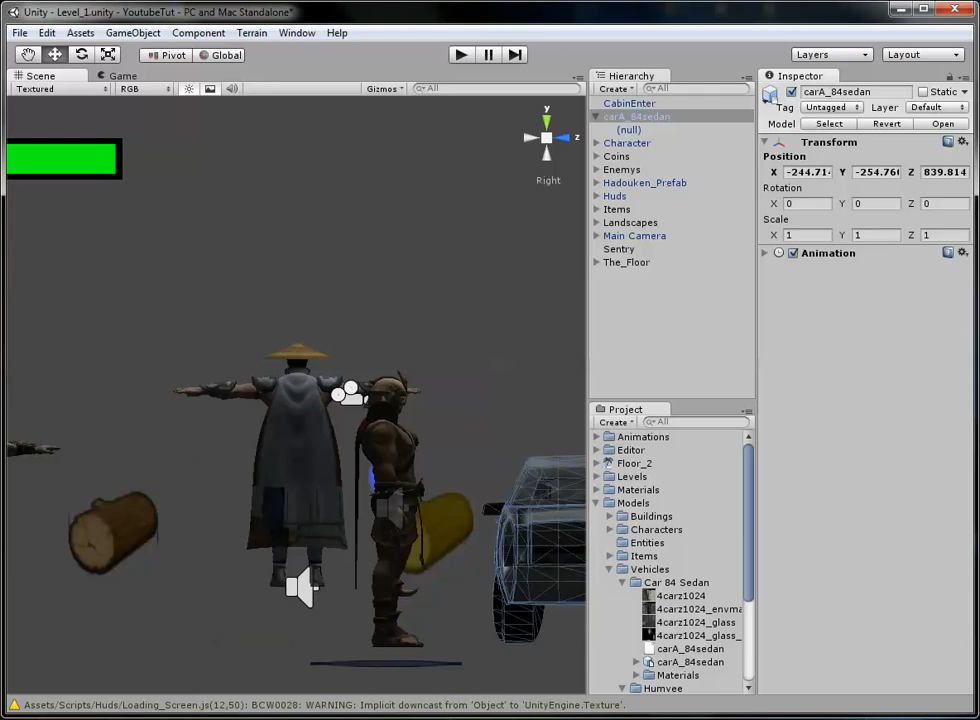 Unity - Level_1.unity - YoutubeTut - PC and Mac Standalone*
File Edit Assets GameObject Component Terrain Window Help
Pivot Global Layers Layout
Scene Game
Textured RGB Gizmos All
y
z
Right
Hierarchy
Create All
CabinEnter
carA_84sedan
(null)
Character
Coins
Enemys
Hadouken_Prefab
Huds
Items
Landscapes
Main Camera
Sentry
The_Floor
Project
Create All
Animations
Editor
Floor_2
Levels
Materials
Models
Buildings
Characters
Entities
Items
Vehicles
Car 84 Sedan
4carz1024
4carz1024_envma
4carz1024_glass
4carz1024_glass_
carA_84sedan
carA_84sedan
Materials
Humvee
Inspector
carA_84sedan Static
Tag Untagged Layer Default
Model Select Revert Open
Transform
Position
X -244.71 Y -254.76 Z 839.814
Rotation
X 0 Y 0 Z 0
Scale
X 1 Y 1 Z 1
Animation
Assets/Scripts/Huds/Loading_Screen.js(12,50): BCW0028: WARNING: Implicit downcast from 'Object' to 'UnityEngine.Texture'.